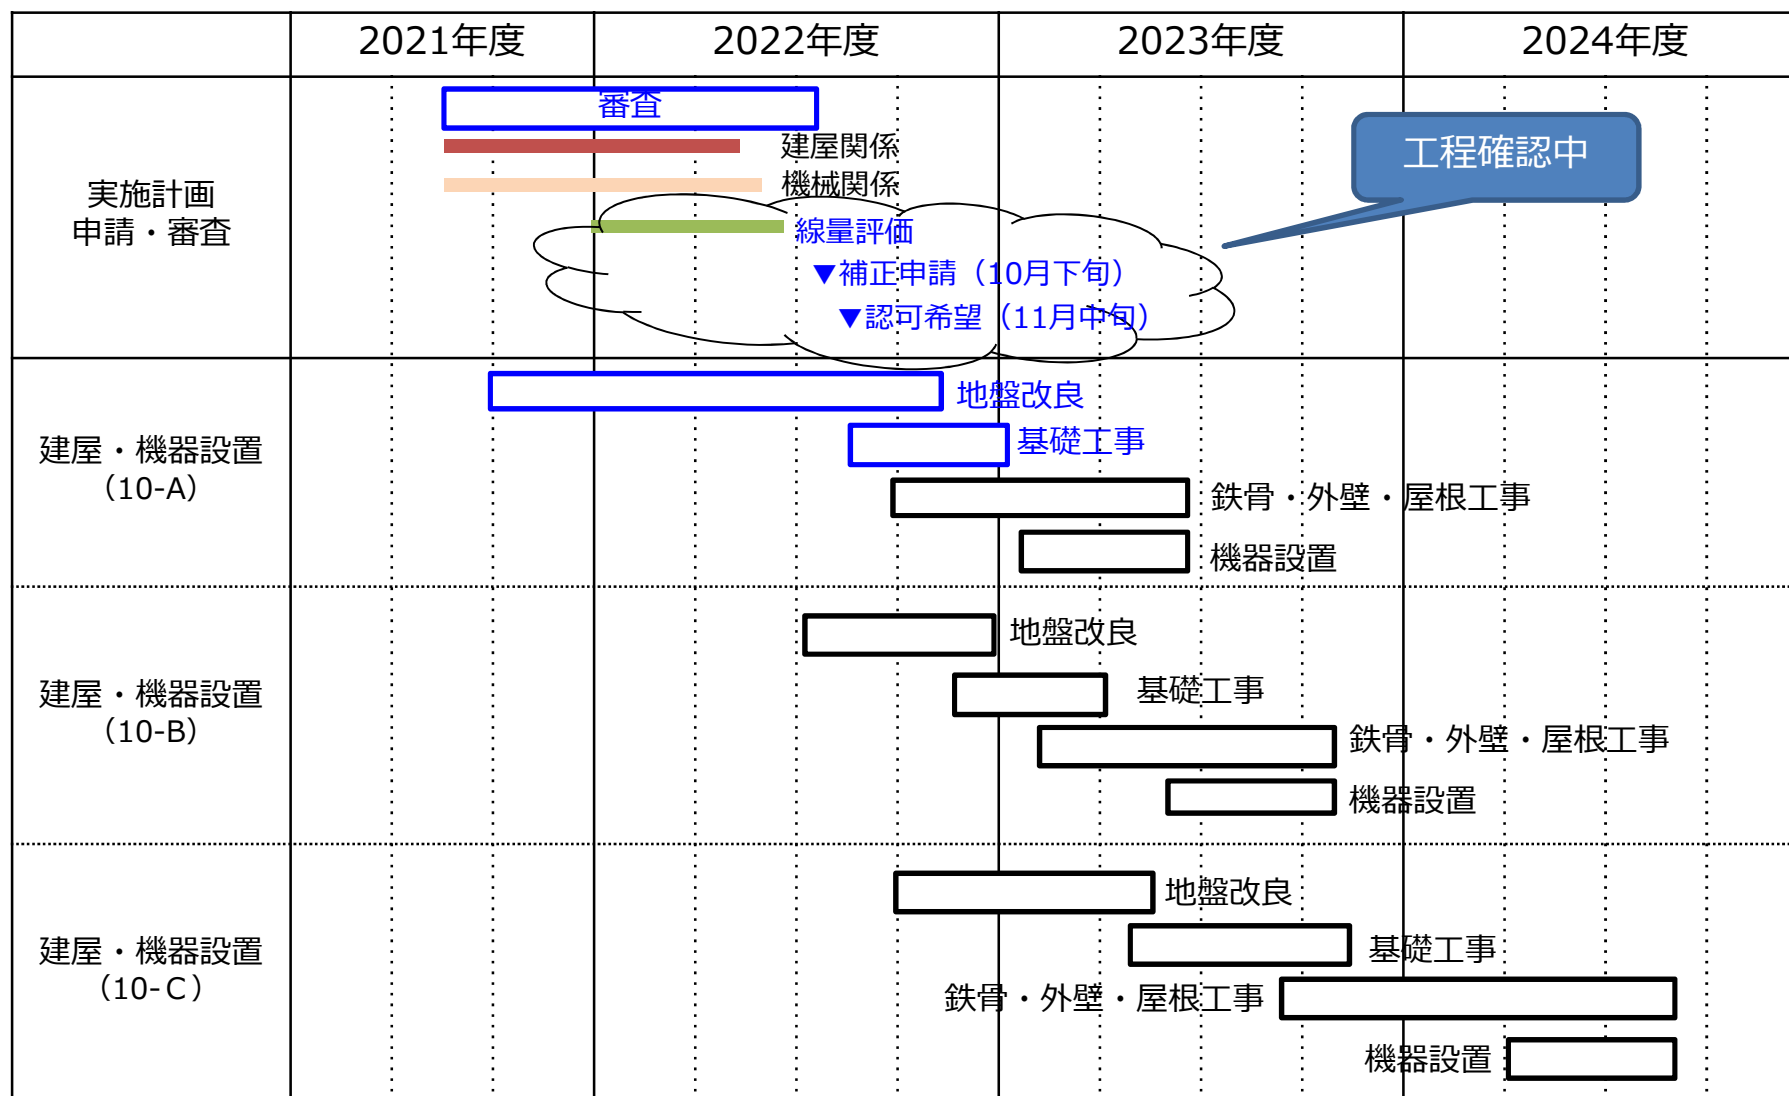 2021年度
2022年度
2023年度
2024年度
実施計画
申請・審査
審査
建屋関係
機械関係
線量評価
▼補正申請（10月下旬）
▼認可希望（11月中旬）
工程確認中
建屋・機器設置
（10-A）
地盤改良
基礎工事
鉄骨・外壁・屋根工事
機器設置
建屋・機器設置
（10-B）
地盤改良
基礎工事
鉄骨・外壁・屋根工事
機器設置
建屋・機器設置
（10-Ｃ）
地盤改良
基礎工事
鉄骨・外壁・屋根工事
機器設置